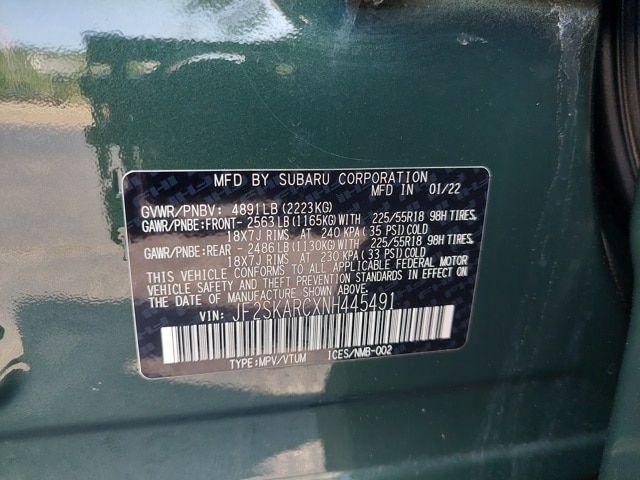 MFD BY SUBARU CORPORATION
MFD IN 01/22
GVWR/PNBV: 4891LB(2223KG)
GAWR/PNBE:FRONT- 2563LB(1165KG)WITH 225/55R18 98H TIRES,
18X7J RIMS, AT 240 KPA(35 PSI)COLD
GAWR/PNBE:REAR - 2486LB(1130KG)WITH 225/55R18 98H TIRES,
18X7J RIMS, AT 230 KPA(33 PSI)COLD
THIS VEHICLE CONFORMS TO ALL APPLICABLE FEDERAL MOTOR
VEHICLE SAFETY AND THEFT PREVENTION STANDARDS IN EFFECT ON
THE DATE OF MANUFACTURE SHOWN ABOVE.
VIN: JF2SKARCXNH445491
TYPE:MPV/VTUM ICES/NMB-002